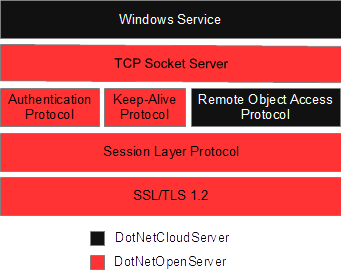 Windows Service
TCP Socket Server
Authentication Protocol
Keep-Alive Protocol
Remote Object Access Protocol
Session Layer Protocol
SSL/TLS 1.2
DotNetCloudServer
DotNetOpenServer